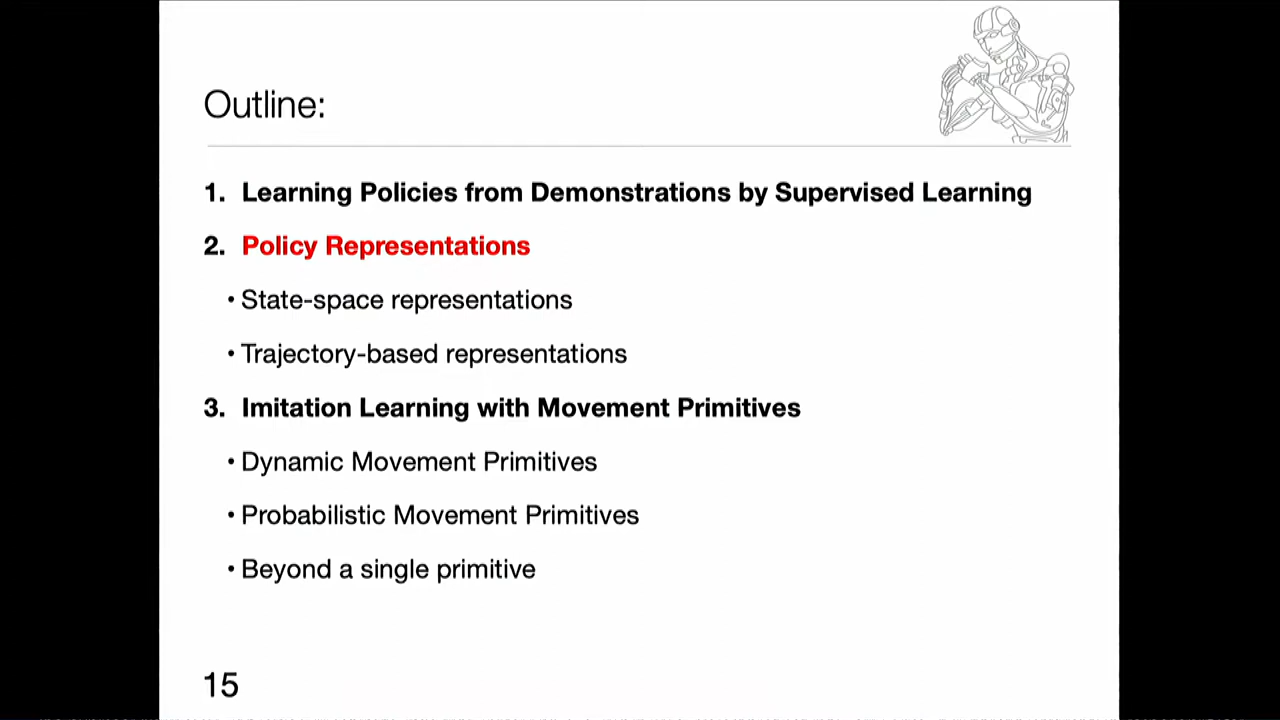 Outline:
1. Learning Policies from Demonstrations by Supervised Learning
2. Policy Representations
• State-space representations
• Trajectory-based representations
3. Imitation Learning with Movement Primitives
• Dynamic Movement Primitives
• Probabilistic Movement Primitives
• Beyond a single primitive
15